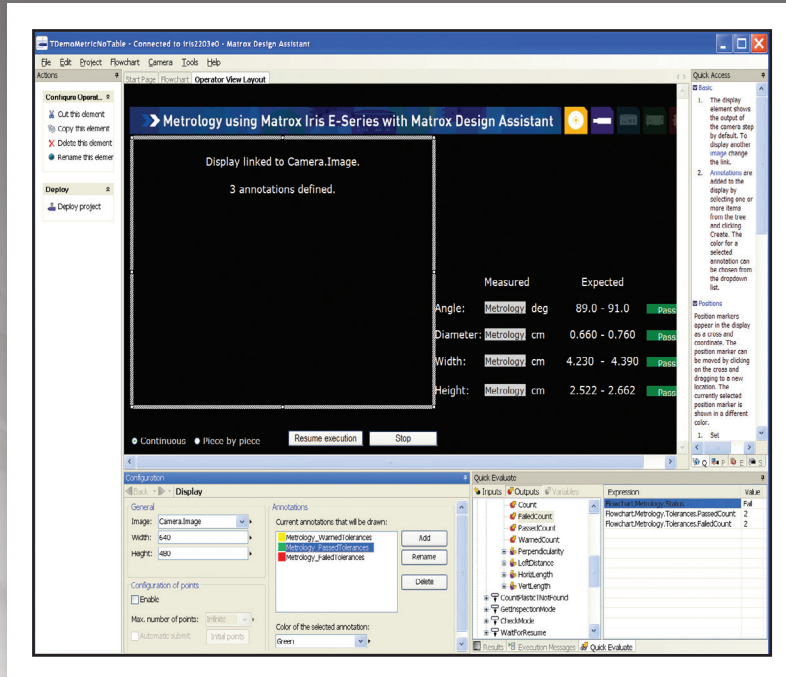 TDemoMetricNoTable - Connected to iris2203e0 - Matrox Design Assistant
File Edit Project Flowchart Camera Tools Help
Actions
Start Page Flowchart Operator View Layout
Quick Access
Configure Operat...
Cut this element
Copy this element
Delete this element
Rename this elemer
Deploy
Deploy project
Metrology using Matrox Iris E-Series with Matrox Design Assistant
Display linked to Camera.Image.
3 annotations defined.
Measured Expected
Angle: Metrology. deg 89.0 - 91.0 Pass
Diameter: Metrology. cm 0.660 - 0.760 Pass
Width: Metrology. cm 4.230 - 4.390 Pass
Height: Metrology. cm 2.522 - 2.662 Pass
Continuous Piece by piece Resume execution Stop
Basic
1. The display
element shows
the output of
the camera step
by default. To
display another
image change
the link.
2. Annotations are
added to the
display by
selecting one or
more items
from the tree
and clicking
Create. The
color for a
selected
annotation can
be chosen from
the dropdown
list.
Positions
Position markers
appear in the display
as a cross and
coordinate. The
position marker can
be moved by clicking
on the cross and
dragging to a new
location. The
currently selected
position marker is
shown in a different
color.
1. Set
Q P E S
Configuration
Back Display
General
Image: Camera.Image
Width: 640
Height: 480
Configuration of points
Enable
Max. number of points: Infinite
Automatic submit Initial points
Annotations
Current annotations that will be drawn:
Metrology_WarnedTolerances
Metrology_PassedTolerances
Metrology_FailedTolerances
Add
Rename
Delete
Color of the selected annotation:
Green
Quick Evaluate
Inputs Outputs Variables
Count
FailedCount
PassedCount
WarnedCount
Perpendicularity
LeftDistance
HorizLength
VertLength
CountPlasticTNotFound
GetInspectionMode
CheckMode
WaitForResume
Expression Value
Flowchart.Metrology.Status Fail
Flowchart.Metrology.Tolerances.PassedCount 2
Flowchart.Metrology.Tolerances.FailedCount 2
Results Execution Messages Quick Evaluate